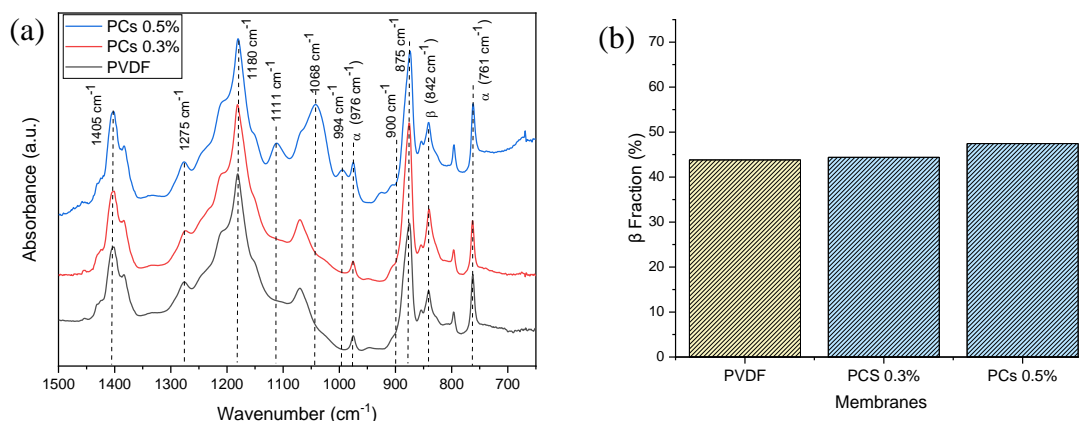 (a)
PCs 0.5%
PCs 0.3%
PVDF
1405 cm⁻¹
1275 cm⁻¹
1180 cm⁻¹
1111 cm⁻¹
1068 cm⁻¹
994 cm⁻¹
α (976 cm⁻¹)
900 cm⁻¹
875 cm⁻¹
β (842 cm⁻¹)
α (761 cm⁻¹)
Absorbance (a.u.)
1500 1400 1300 1200 1100 1000 900 800 700
Wavenumber (cm⁻¹)
(b)
70
60
50
40
30
20
10
0
β Fraction (%)
PVDF PCS 0.3% PCs 0.5%
Membranes